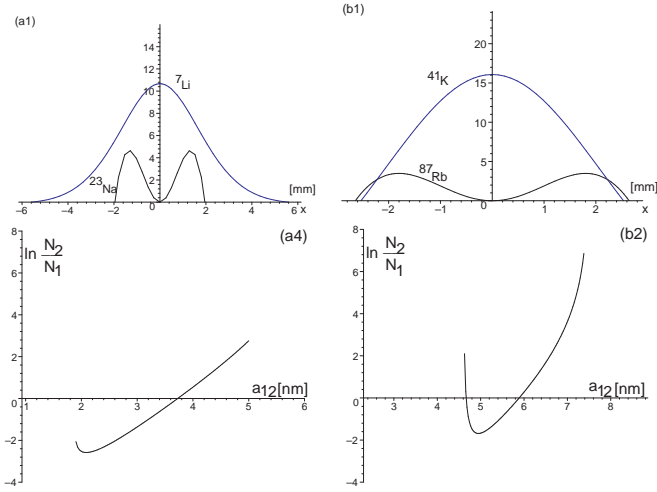 (a1)
16
14
12
10
8
6
4
2
7Li
23Na
[mm]
−6 −4 −2 0 2 4 6
x
(b1)
20
15
10
5
41K
87Rb
[mm]
−2 −1 0 1 2
x
(a4)
ln N2/N1
8
6
4
2
0
−2
−4
a12[nm]
1 2 3 4 5 6
(b2)
ln N2/N1
8
6
4
2
0
−2
−4
a12[nm]
3 4 5 6 7 8